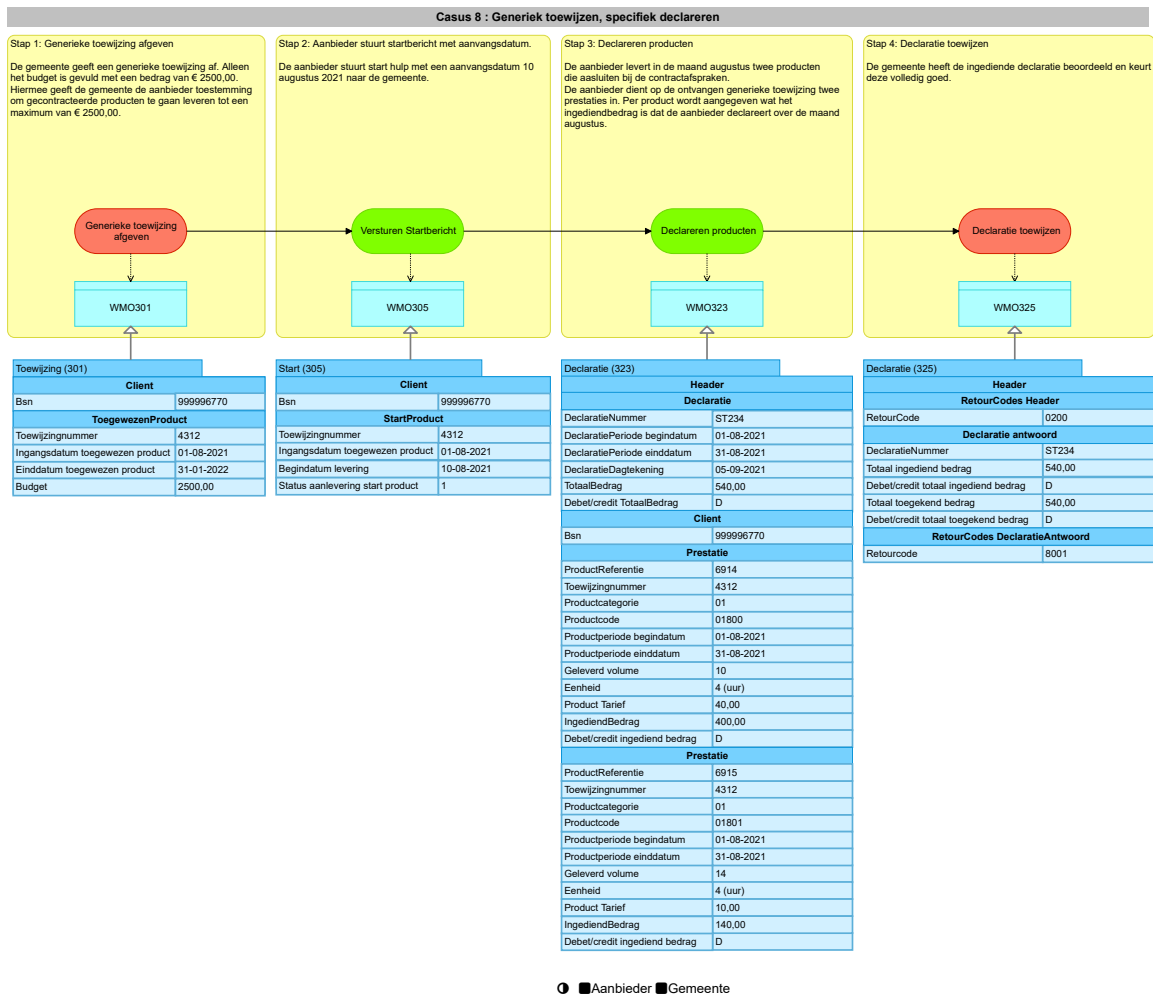 Casus 8 : Generiek toewijzen, specifiek declareren
Stap 1: Generieke toewijzing afgeven
De gemeente geeft een generieke toewijzing af. Alleen
het budget is gevuld met een bedrag van € 2500,00.
Hiermee geeft de gemeente de aanbieder toestemming
om gecontracteerde producten te gaan leveren tot een
maximum van € 2500,00.
Generieke toewijzing
afgeven
WMO301
Stap 2: Aanbieder stuurt startbericht met aanvangsdatum.
De aanbieder stuurt start hulp met een aanvangsdatum 10
augustus 2021 naar de gemeente.
Versturen Startbericht
WMO305
Stap 3: Declareren producten
De aanbieder levert in de maand augustus twee producten
die aasluiten bij de contractafspraken.
De aanbieder dient op de ontvangen generieke toewijzing twee
prestaties in. Per product wordt aangegeven wat het
ingediendbedrag is dat de aanbieder declareert over de maand
augustus.
Declareren producten
WMO323
Stap 4: Declaratie toewijzen
De gemeente heeft de ingediende declaratie beoordeeld en keurt
deze volledig goed.
Declaratie toewijzen
WMO325
Toewijzing (301)
Client
Bsn 999996770
ToegewezenProduct
Toewijzingnummer 4312
Ingangsdatum toegewezen product 01-08-2021
Einddatum toegewezen product 31-01-2022
Budget 2500,00
Start (305)
Client
Bsn 999996770
StartProduct
Toewijzingnummer 4312
Ingangsdatum toegewezen product 01-08-2021
Begindatum levering 10-08-2021
Status aanlevering start product 1
Declaratie (323)
Header
Declaratie
DeclaratieNummer ST234
DeclaratiePeriode begindatum 01-08-2021
DeclaratiePeriode einddatum 31-08-2021
DeclaratieDagtekening 05-09-2021
TotaalBedrag 540,00
Debet/credit TotaalBedrag D
Client
Bsn 999996770
Prestatie
ProductReferentie 6914
Toewijzingnummer 4312
Productcategorie 01
Productcode 01800
Productperiode begindatum 01-08-2021
Productperiode einddatum 31-08-2021
Geleverd volume 10
Eenheid 4 (uur)
Product Tarief 40,00
IngediendBedrag 400,00
Debet/credit ingediend bedrag D
Prestatie
ProductReferentie 6915
Toewijzingnummer 4312
Productcategorie 01
Productcode 01801
Productperiode begindatum 01-08-2021
Productperiode einddatum 31-08-2021
Geleverd volume 14
Eenheid 4 (uur)
Product Tarief 10,00
IngediendBedrag 140,00
Debet/credit ingediend bedrag D
Declaratie (325)
Header
RetourCodes Header
RetourCode 0200
Declaratie antwoord
DeclaratieNummer ST234
Totaal ingediend bedrag 540,00
Debet/credit totaal ingediend bedrag D
Totaal toegekend bedrag 540,00
Debet/credit totaal toegekend bedrag D
RetourCodes DeclaratieAntwoord
Retourcode 8001
Aanbieder Gemeente